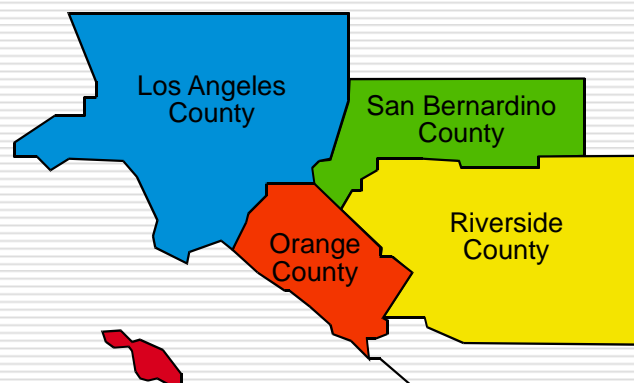 Los Angeles
County
San Bernardino
County
Riverside
County
Orange
County